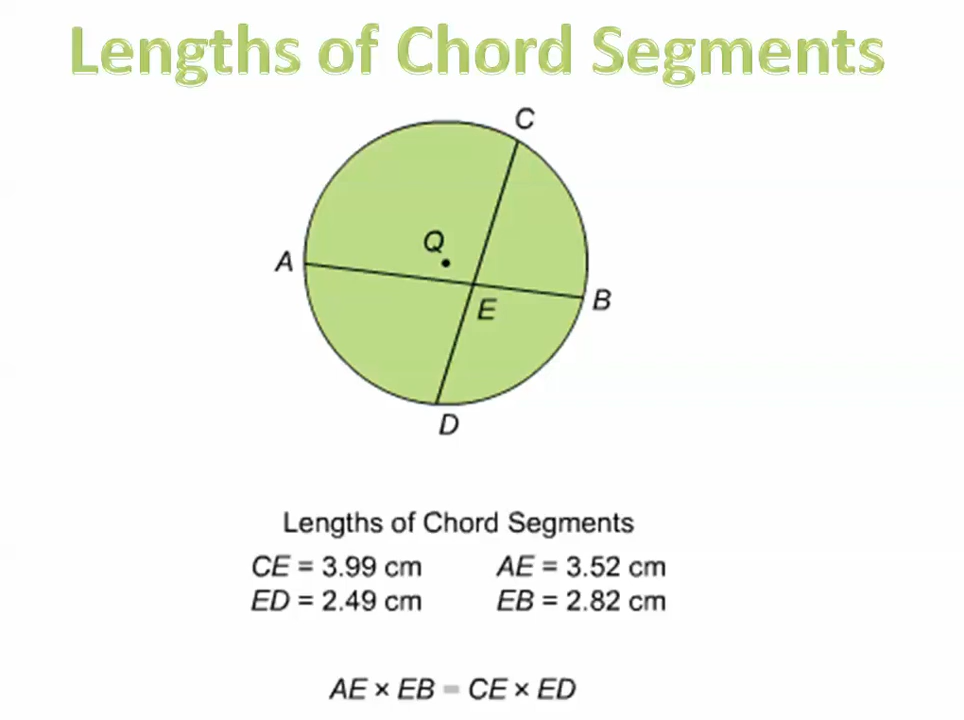 Lengths of Chord Segments
C
Q
A
E
B
D
Lengths of Chord Segments
CE = 3.99 cm AE = 3.52 cm
ED = 2.49 cm EB = 2.82 cm
AE × EB = CE × ED